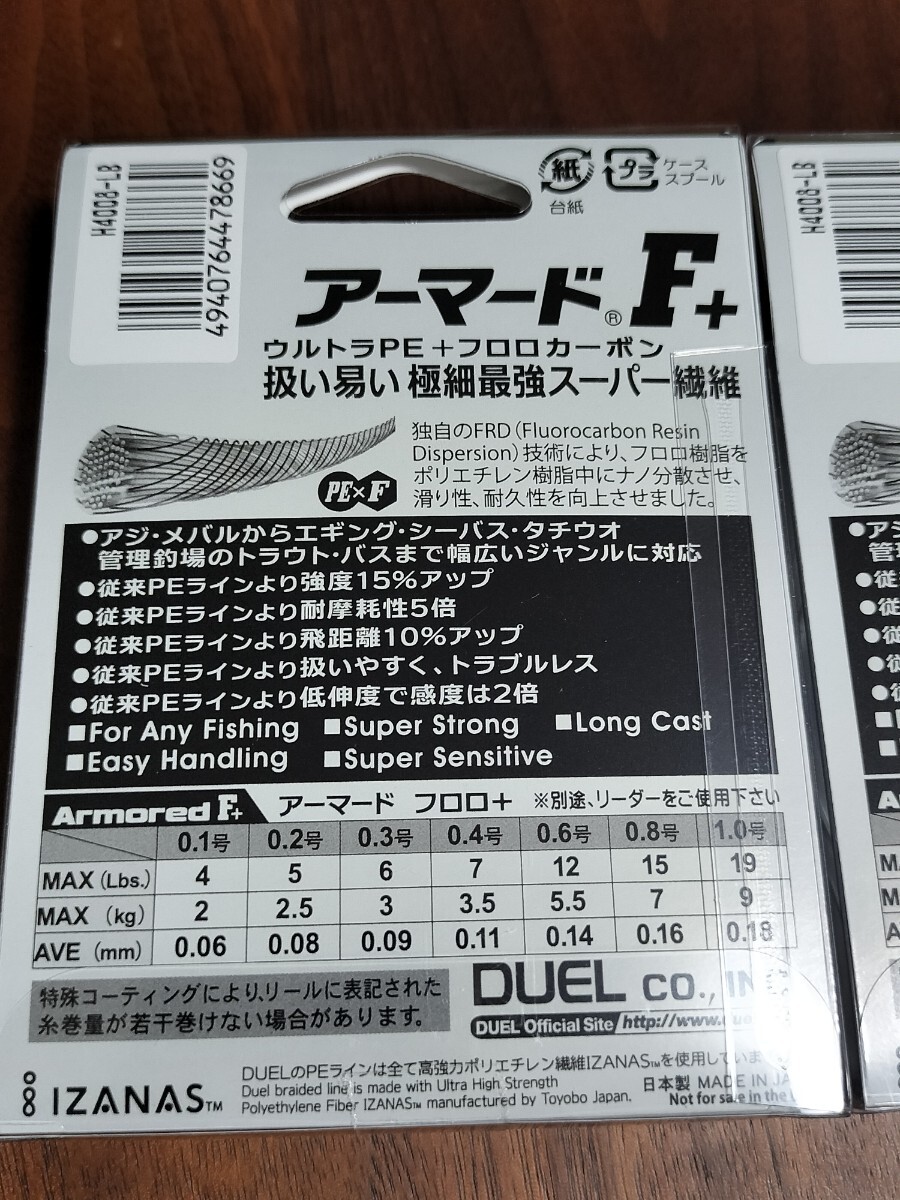 H4008-LB
4940764478669
紙
台紙
プラ
ケース
スプール
アーマード® F+
ウルトラPE+フロロカーボン
扱い易い 極細最強スーパー繊維
独自のFRD(Fluorocarbon Resin
Dispersion)技術により、フロロ樹脂を
ポリエチレン樹脂中にナノ分散させ、
滑り性、耐久性を向上させました。
PE×F
●アジ・メバルからエギング・シーバス・タチウオ
管理釣場のトラウト・バスまで幅広いジャンルに対応
●従来PEラインより強度15%アップ
●従来PEラインより耐摩耗性5倍
●従来PEラインより飛距離10%アップ
●従来PEラインより扱いやすく、トラブルレス
●従来PEラインより低伸度で感度は2倍
■For Any Fishing ■Super Strong ■Long Cast
■Easy Handling ■Super Sensitive
Armored F+ アーマード フロロ+ ※別途、リーダーをご使用下さい
0.1号 0.2号 0.3号 0.4号 0.6号 0.8号 1.0号
MAX (Lbs.) 4 5 6 7 12 15 19
MAX (kg) 2 2.5 3 3.5 5.5 7 9
AVE (mm) 0.06 0.08 0.09 0.11 0.14 0.16 0.18
特殊コーティングにより、リールに表記された
糸巻量が若干巻けない場合があります。
DUEL CO., IN
DUEL Official Site http://www.duo
IZANAS™
DUELのPEラインは全て高強力ポリエチレン繊維IZANAS™を使用していま
Duel braided line is made with Ultra High Strength
Polyethylene Fiber IZANAS™ manufactured by Toyobo Japan.
日本製 MADE IN JA
Not for sale in the
H4008-LB